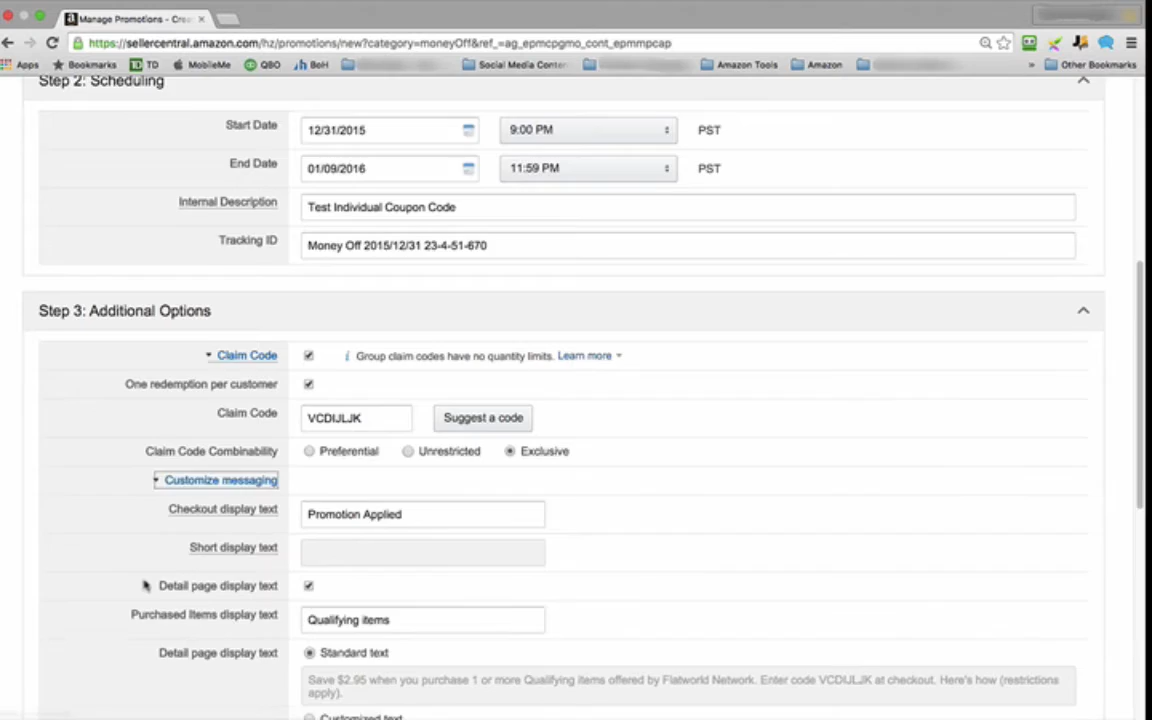 Manage Promotions - Crea
https://sellercentral.amazon.com/hz/promotions/new?category=moneyOff&ref_=ag_epmcpgmo_cont_epmmpcap
Apps Bookmarks TD MobileMe QBO BoH Social Media Conten Amazon Tools Amazon » Other Bookmarks
Step 2: Scheduling
Start Date 12/31/2015 9:00 PM PST
End Date 01/09/2016 11:59 PM PST
Internal Description Test Individual Coupon Code
Tracking ID Money Off 2015/12/31 23-4-51-670
Step 3: Additional Options
Claim Code i Group claim codes have no quantity limits. Learn more
One redemption per customer
Claim Code VCDIJLJK Suggest a code
Claim Code Combinability Preferential Unrestricted Exclusive
Customize messaging
Checkout display text Promotion Applied
Short display text
Detail page display text
Purchased Items display text Qualifying items
Detail page display text Standard text
Save $2.95 when you purchase 1 or more Qualifying items offered by Flatworld Network. Enter code VCDIJLJK at checkout. Here's how (restrictions
apply).
Customized text